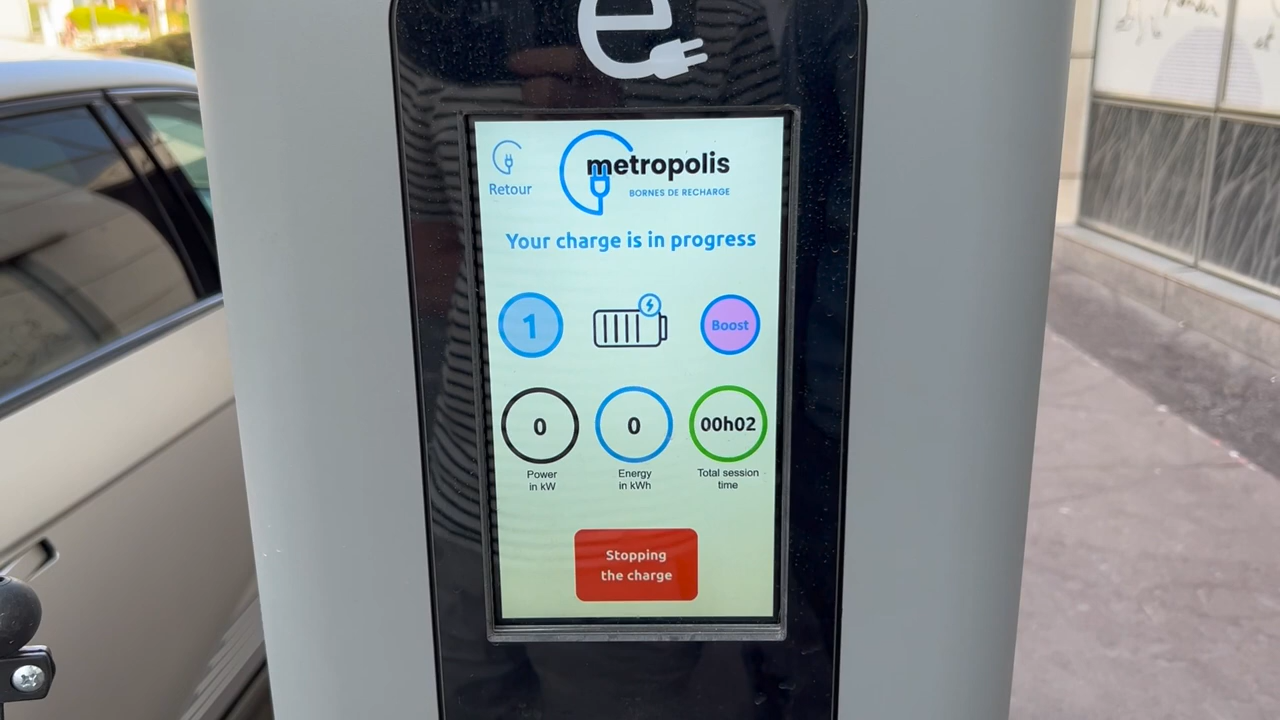 e
Retour
metropolis
BORNES DE RECHARGE
Your charge is in progress
1
Boost
0
0
00h02
Power
in kW
Energy
in kWh
Total session
time
Stopping
the charge